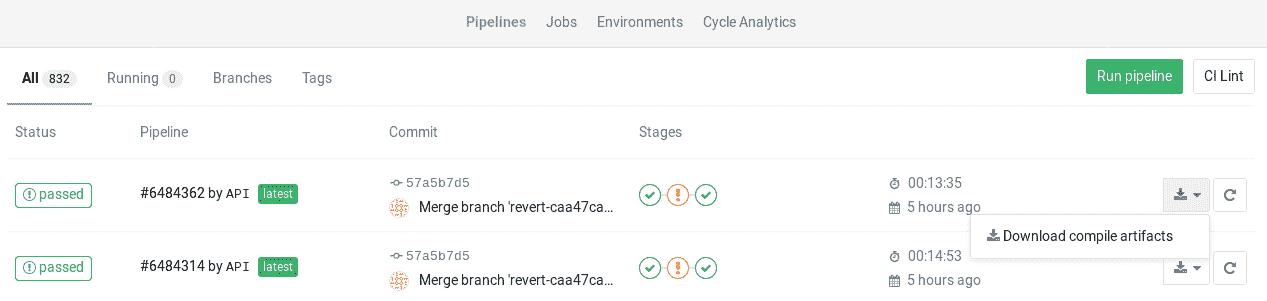 Pipelines Jobs Environments Cycle Analytics
All 832 Running 0 Branches Tags Run pipeline CI Lint
Status Pipeline Commit Stages
passed #6484362 by API latest 57a5b7d5 00:13:35
Merge branch 'revert-caa47ca... 5 hours ago
Download compile artifacts
passed #6484314 by API latest 57a5b7d5 00:14:53
Merge branch 'revert-caa47ca... 5 hours ago